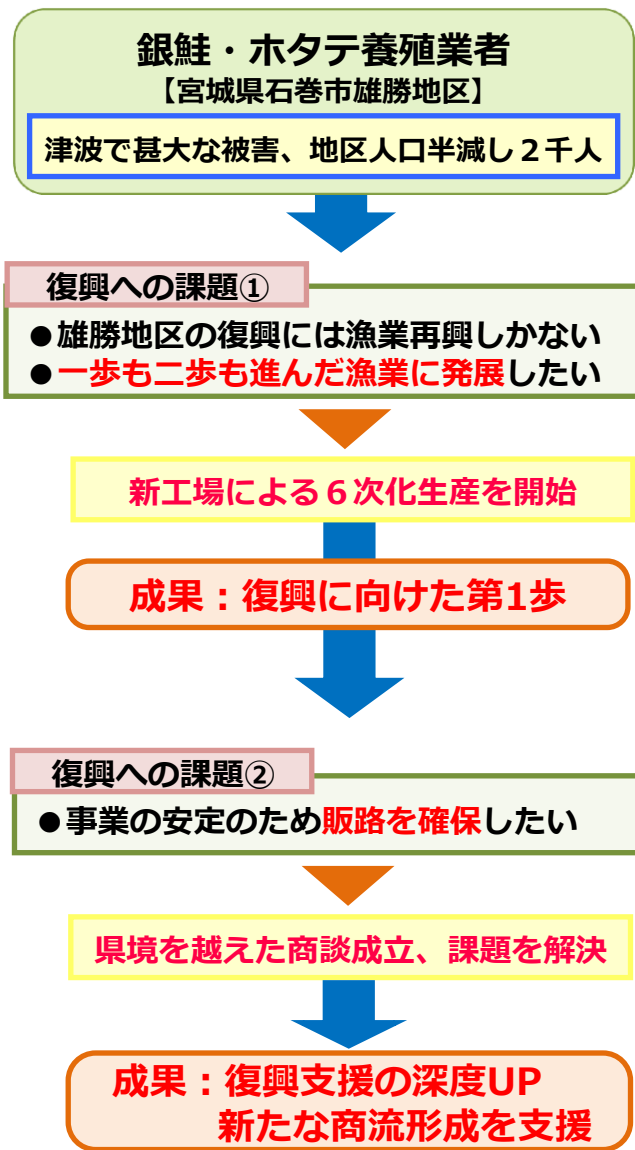 銀鮭・ホタテ養殖業者
【宮城県石巻市雄勝地区】
津波で甚大な被害、地区人口半減し２千人
復興への課題①
●雄勝地区の復興には漁業再興しかない
●一歩も二歩も進んだ漁業に発展したい
新工場による６次化生産を開始
成果：復興に向けた第1歩
復興への課題②
●事業の安定のため販路を確保したい
県境を越えた商談成立、課題を解決
成果：復興支援の深度UP
新たな商流形成を支援